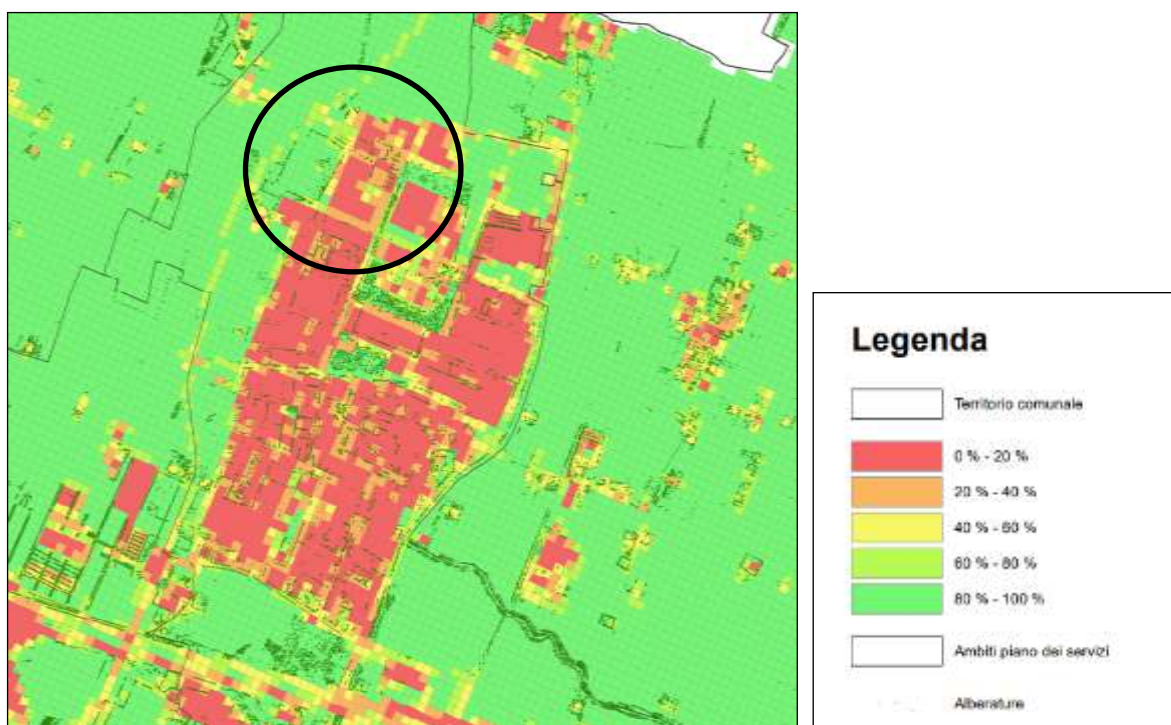 Legenda
Territorio comunale
0 % - 20 %
20 % - 40 %
40 % - 60 %
60 % - 80 %
80 % - 100 %
Ambiti piano dei servizi
Alberature